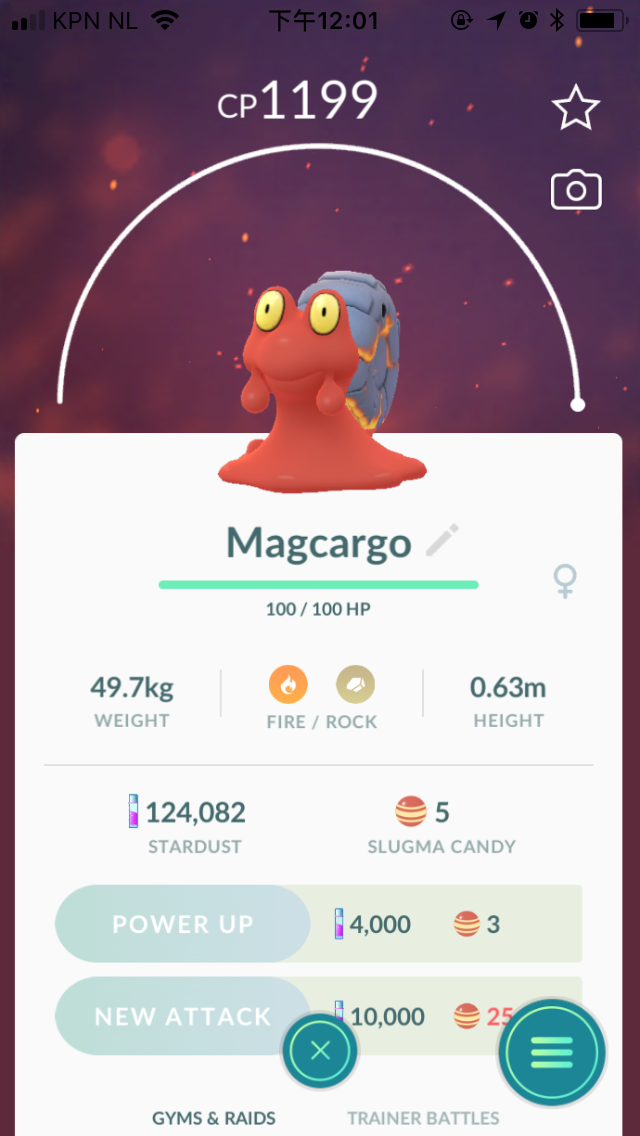 KPN NL 下午12:01
CP1199
Magcargo
100 / 100 HP
49.7kg
WEIGHT
FIRE / ROCK
0.63m
HEIGHT
124,082
STARDUST
5
SLUGMA CANDY
POWER UP 4,000 3
NEW ATTACK 10,000 25
GYMS & RAIDS TRAINER BATTLES